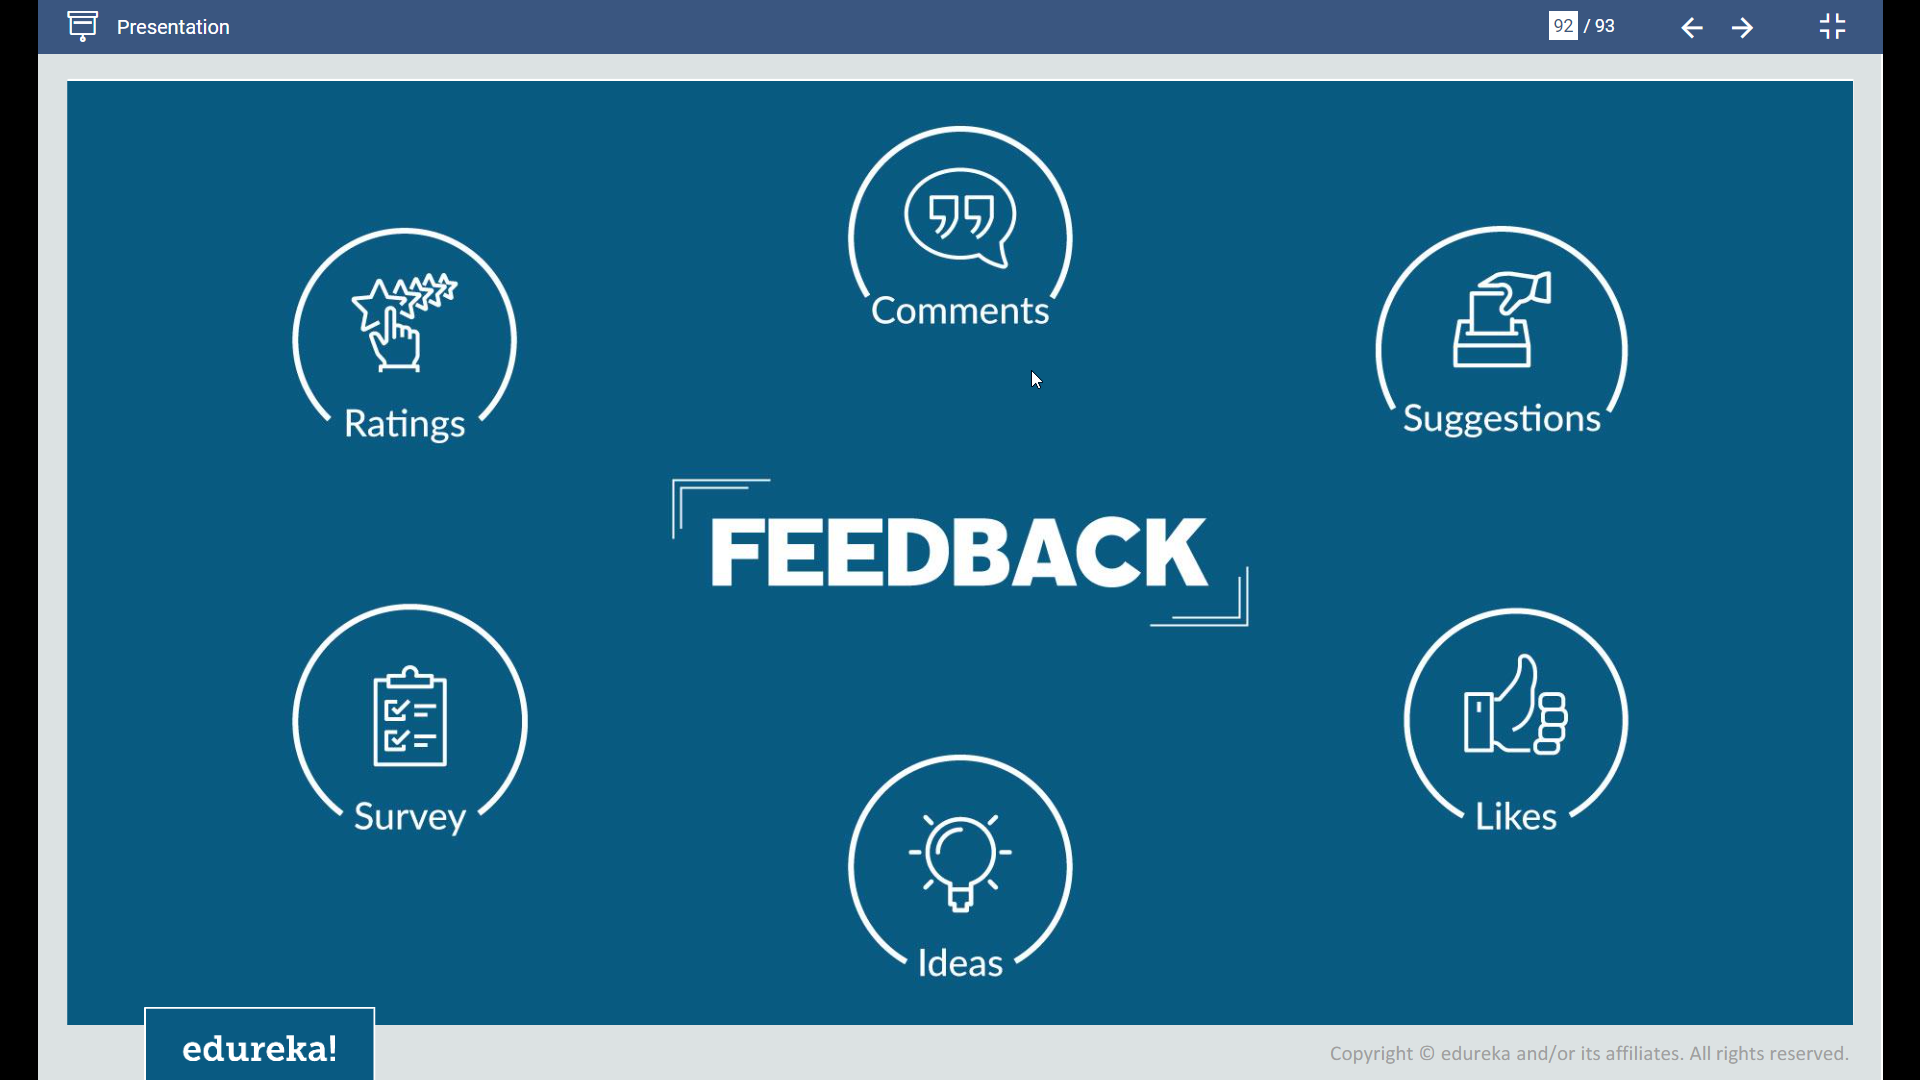 Presentation
92 / 93
Comments
Ratings
Suggestions
FEEDBACK
Survey
Likes
Ideas
edureka!
Copyright © edureka and/or its affiliates. All rights reserved.